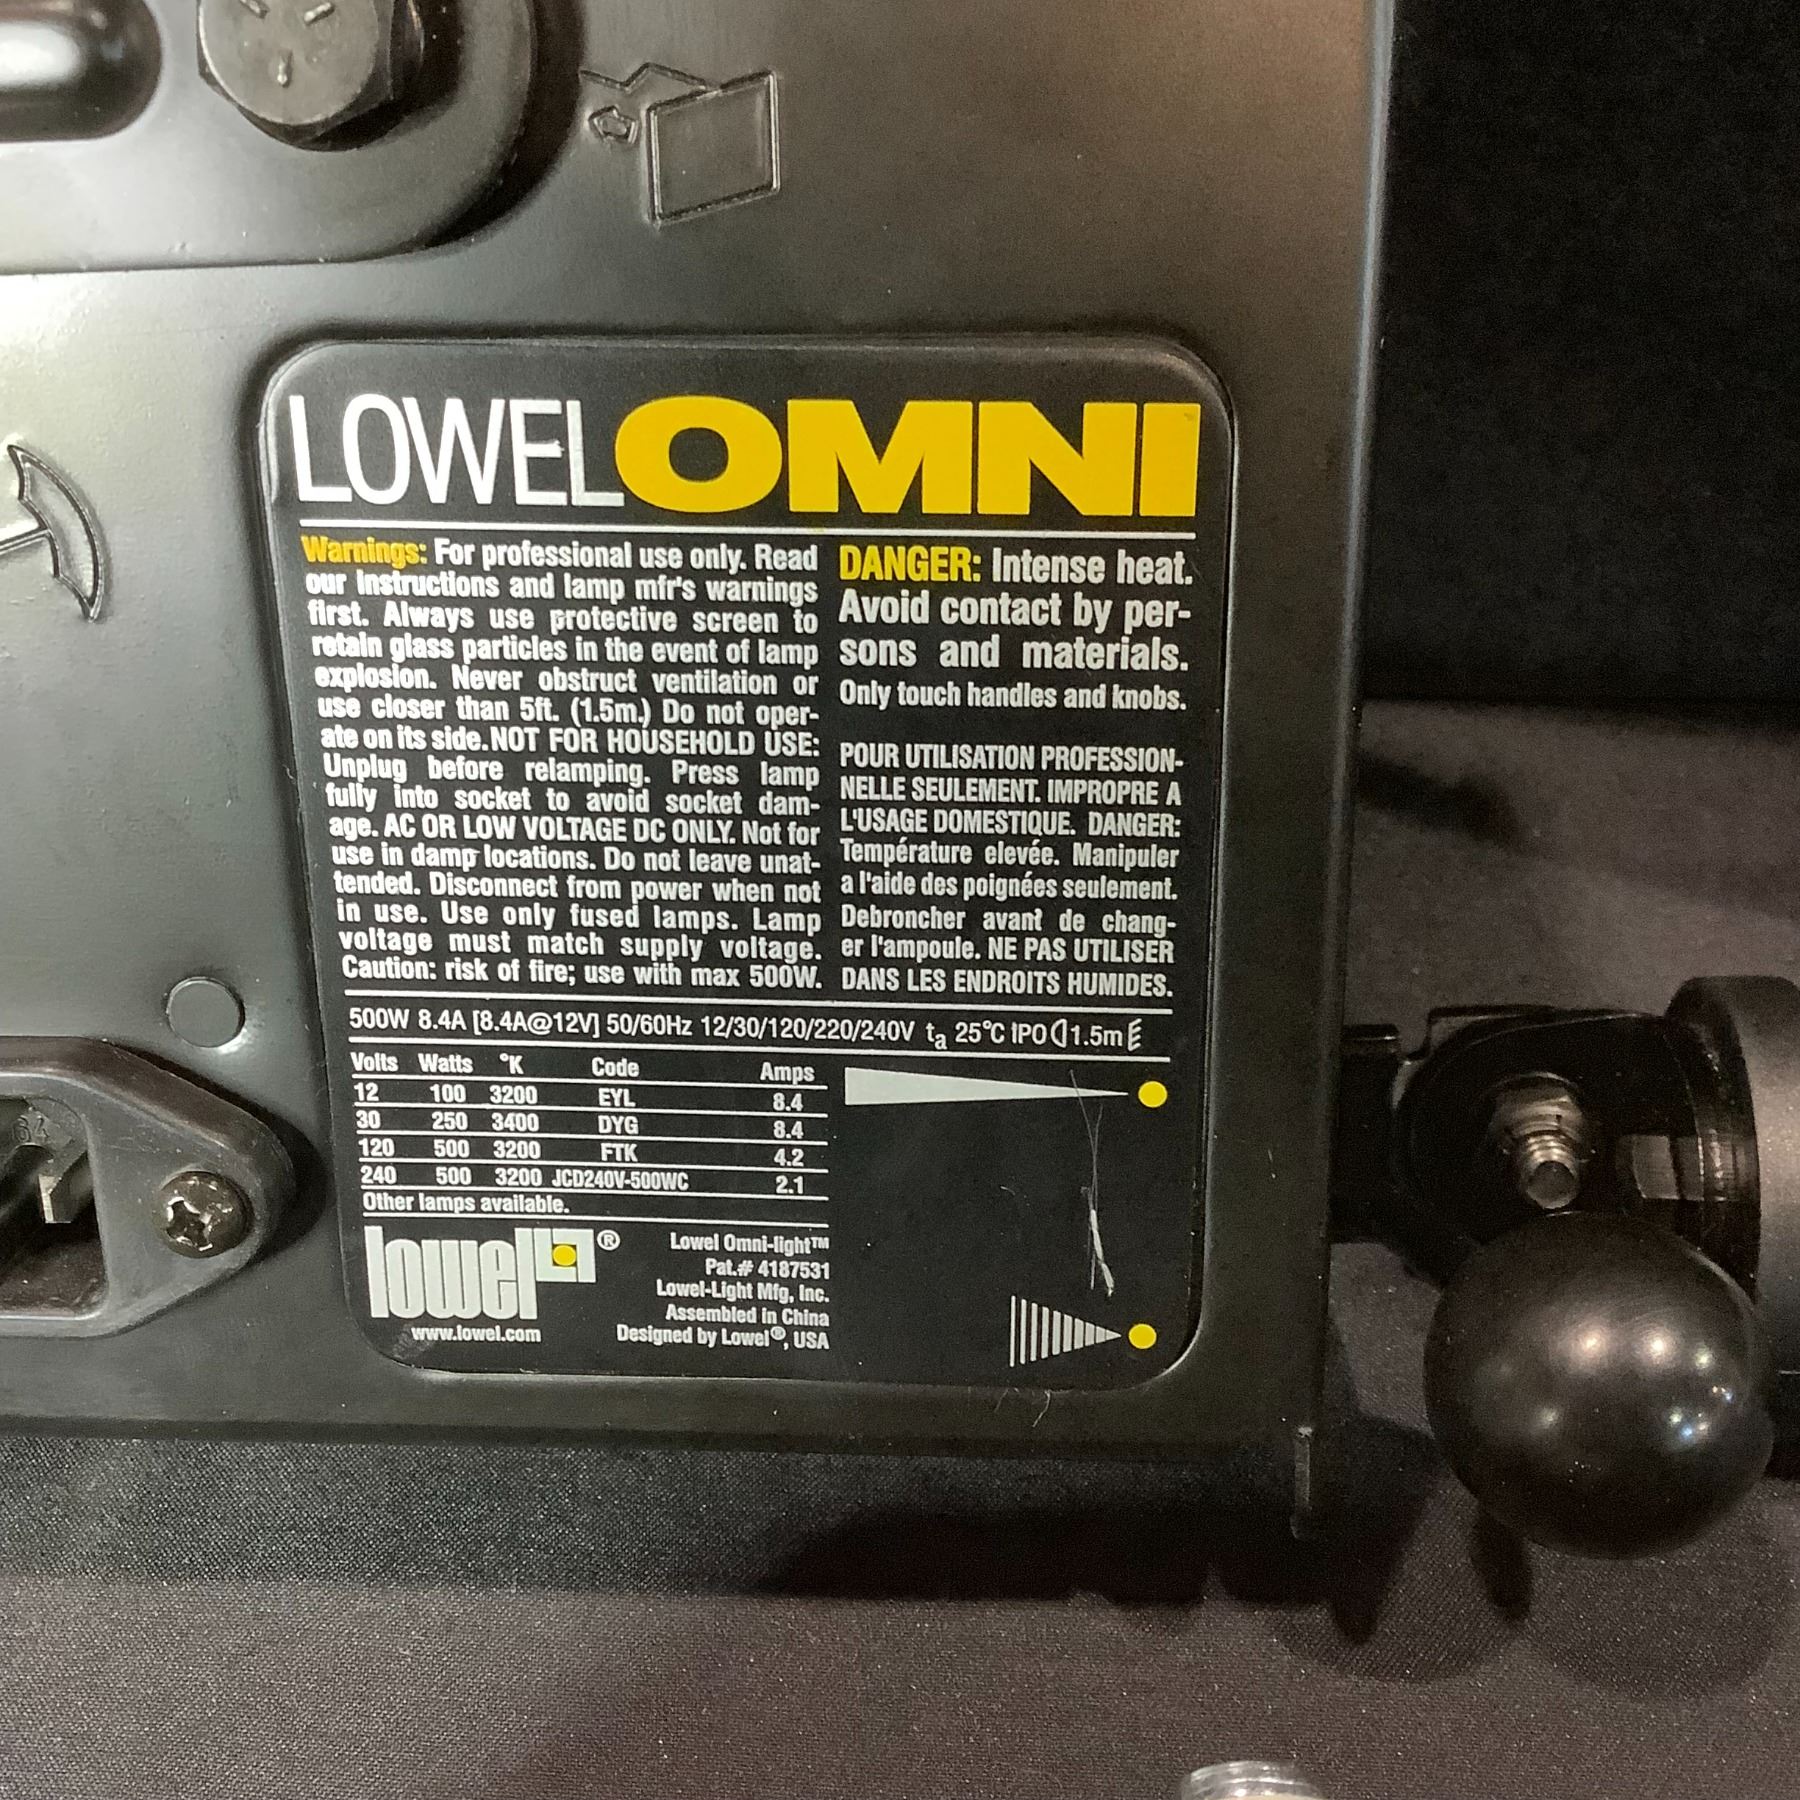 LOWELOMNI
Warnings: For professional use only. Read
our instructions and lamp mfr's warnings
first. Always use protective screen to
retain glass particles in the event of lamp
explosion. Never obstruct ventilation or
use closer than 5ft. (1.5m.) Do not oper-
ate on its side. NOT FOR HOUSEHOLD USE:
Unplug before relamping. Press lamp
fully into socket to avoid socket dam-
age. AC OR LOW VOLTAGE DC ONLY. Not for
use in damp locations. Do not leave unat-
tended. Disconnect from power when not
in use. Use only fused lamps. Lamp
voltage must match supply voltage.
Caution: risk of fire; use with max 500W.
DANGER: Intense heat.
Avoid contact by per-
sons and materials.
Only touch handles and knobs.
POUR UTILISATION PROFESSION-
NELLE SEULEMENT. IMPROPRE A
L'USAGE DOMESTIQUE. DANGER:
Température elevée. Manipuler
a l'aide des poignées seulement.
Debroncher avant de chang-
er l'ampoule. NE PAS UTILISER
DANS LES ENDROITS HUMIDES.
500W 8.4A [8.4A@12V] 50/60Hz 12/30/120/220/240V ta 25°C IPO 1.5m
Volts Watts °K Code Amps
12 100 3200 EYL 8.4
30 250 3400 DYG 8.4
120 500 3200 FTK 4.2
240 500 3200 JCD240V-500WC 2.1
Other lamps available.
lowel®
www.lowel.com
Lowel Omni-light™
Pat.# 4187531
Lowel-Light Mfg, Inc.
Assembled in China
Designed by Lowel®, USA